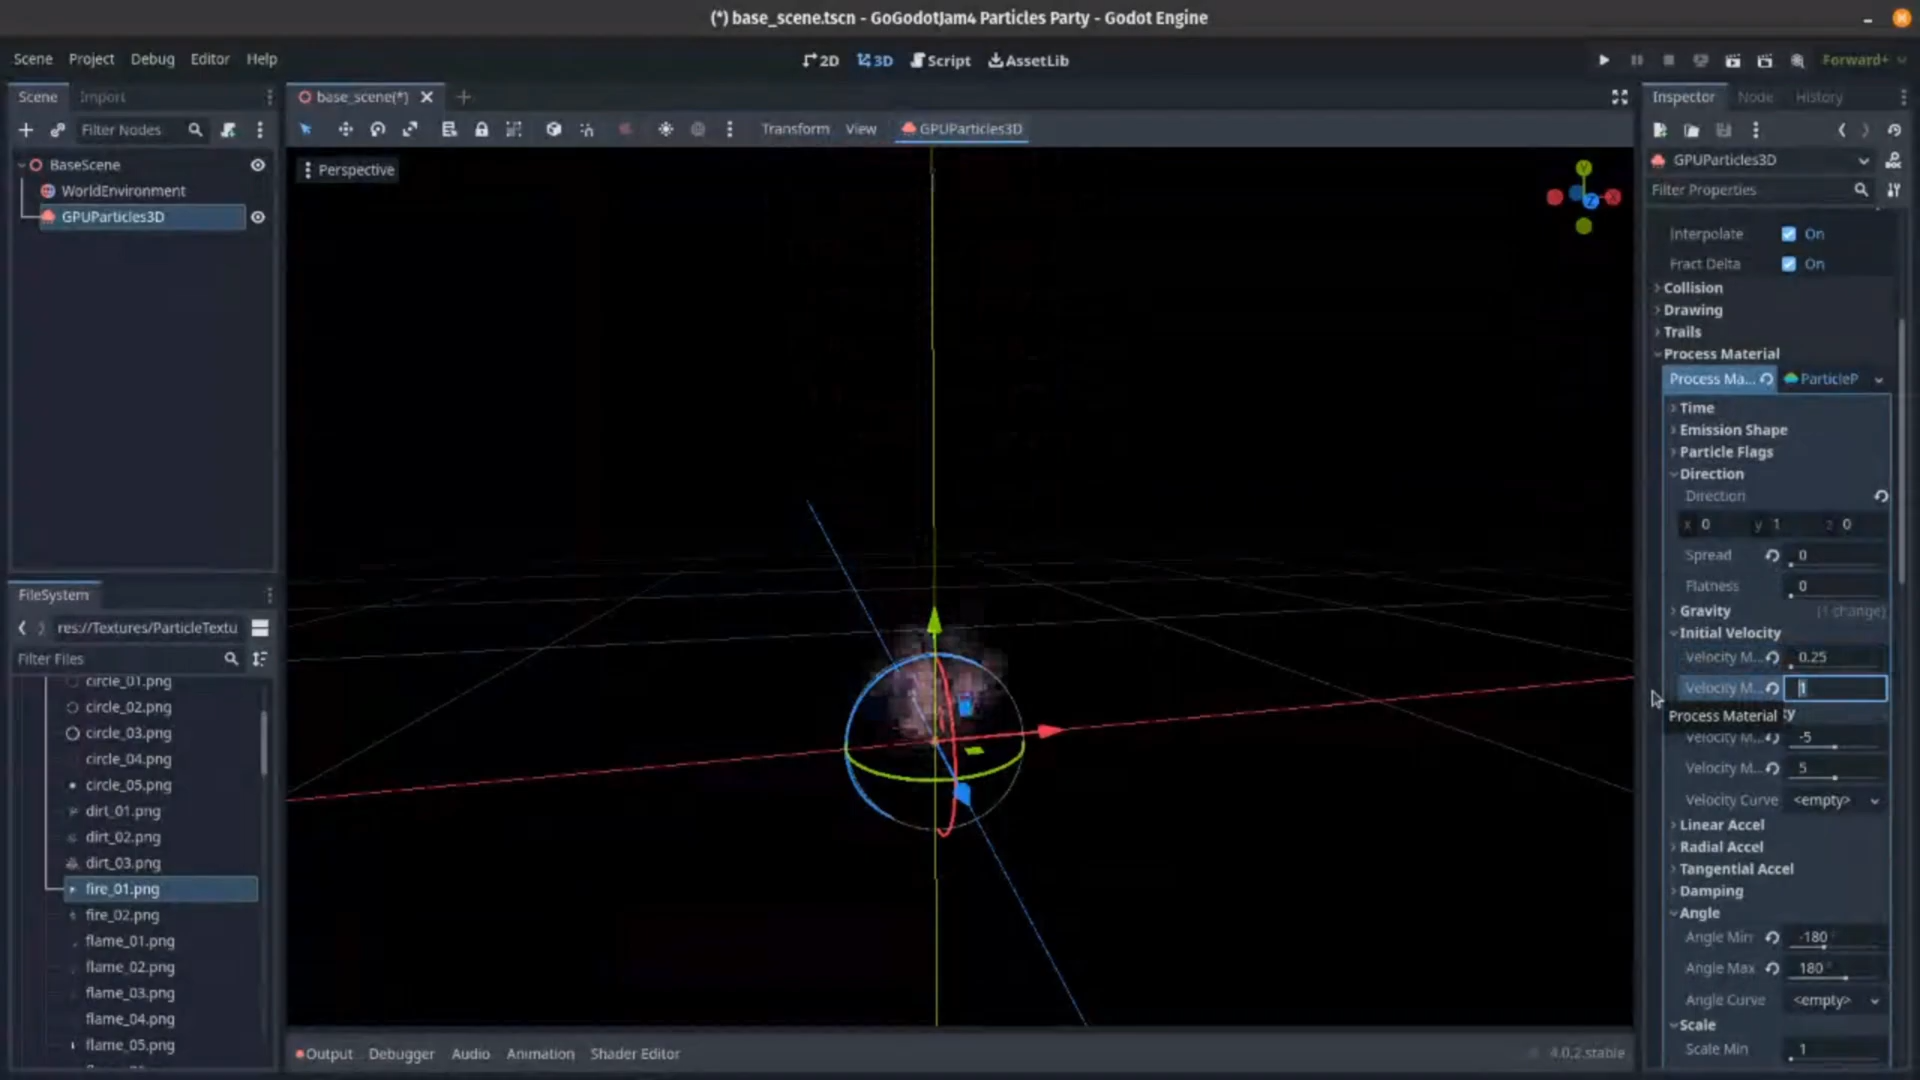 (*) base_scene.tscn - GoGodotJam4 Particles Party - Godot Engine
Scene Project Debug Editor Help
2D 3D Script AssetLib
Forward+
Scene Import
base_scene(*)
Inspector Node History
Filter Nodes
Transform View GPUParticles3D
BaseScene
WorldEnvironment
GPUParticles3D
Perspective
Y
X
Z
GPUParticles3D
Filter Properties
Interpolate On
Fract Delta On
Collision
Drawing
Trails
Process Material
Process Ma... ParticleP
Time
Emission Shape
Particle Flags
Direction
Direction
x 0 y 1 z 0
Spread 0
Flatness 0
Gravity (1 change)
Initial Velocity
Velocity M... 0.25
Velocity M... 1
Process Material y
Velocity M... -5
Velocity M... 5
Velocity Curve <empty>
Linear Accel
Radial Accel
Tangential Accel
Damping
Angle
Angle Min -180
Angle Max 180
Angle Curve <empty>
Scale
Scale Min 1
FileSystem
res://Textures/ParticleTextu
Filter Files
circle_01.png
circle_02.png
circle_03.png
circle_04.png
circle_05.png
dirt_01.png
dirt_02.png
dirt_03.png
fire_01.png
fire_02.png
flame_01.png
flame_02.png
flame_03.png
flame_04.png
flame_05.png
Output Debugger Audio Animation Shader Editor
4.0.2.stable